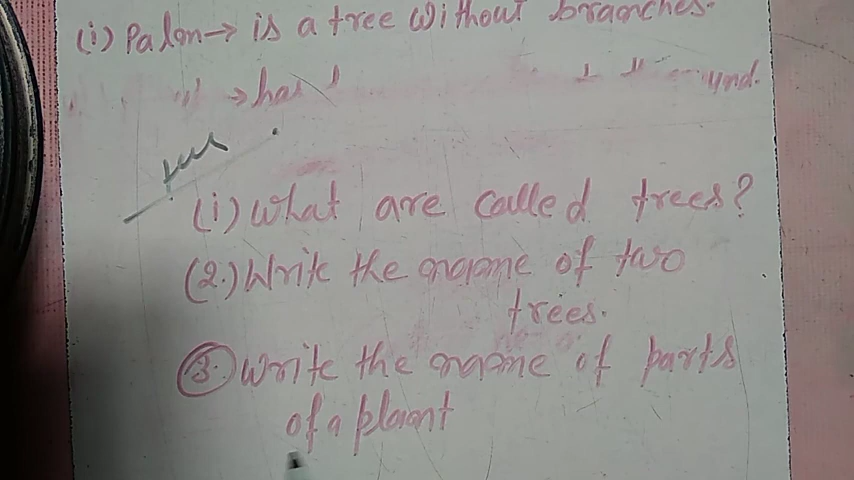 (i) Palm → is a tree without branches.
" → has
(i) What are called trees?
(2.) Write the name of two
trees.
(3.) Write the name of parts
of a plant